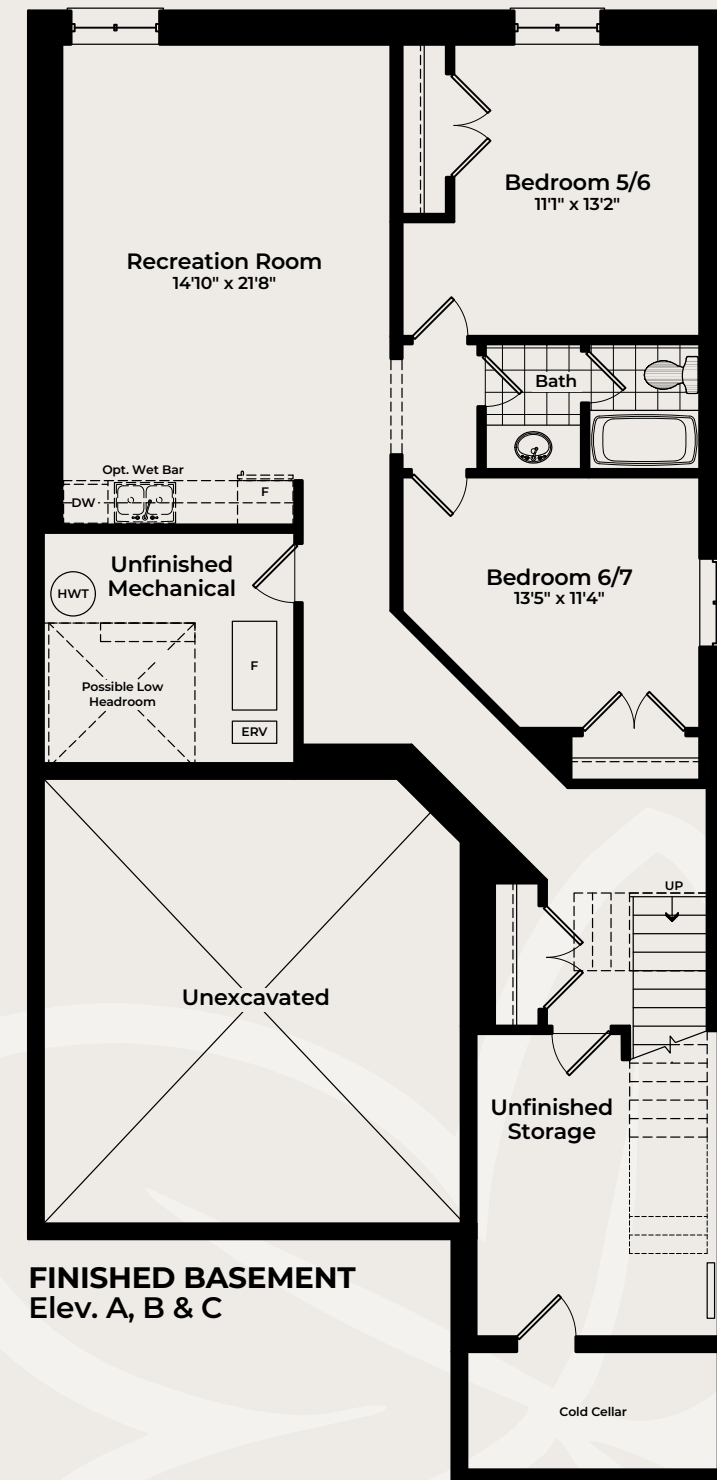 Bedroom 5/6
11'1" x 13'2"
Recreation Room
14'10" x 21'8"
Bath
Opt. Wet Bar
DW
F
Unfinished
Mechanical
HWT
Bedroom 6/7
13'5" x 11'4"
F
Possible Low
Headroom
ERV
UP
Unexcavated
Unfinished
Storage
FINISHED BASEMENT
Elev. A, B & C
Cold Cellar